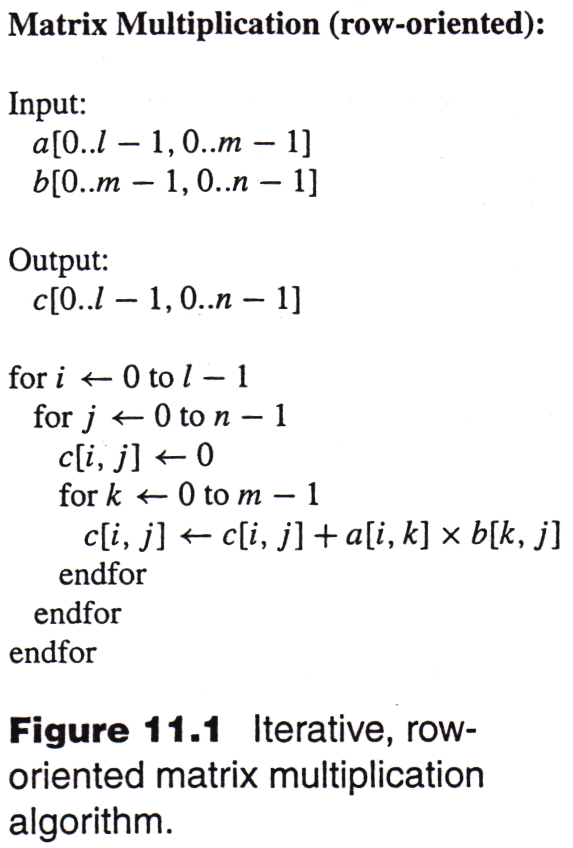 Matrix Multiplication (row-oriented):
Input:
a[0..l − 1, 0..m − 1]
b[0..m − 1, 0..n − 1]
Output:
c[0..l − 1, 0..n − 1]
for i ← 0 to l − 1
for j ← 0 to n − 1
c[i, j] ← 0
for k ← 0 to m − 1
c[i, j] ← c[i, j] + a[i, k] × b[k, j]
endfor
endfor
endfor
Figure 11.1 Iterative, row-
oriented matrix multiplication
algorithm.